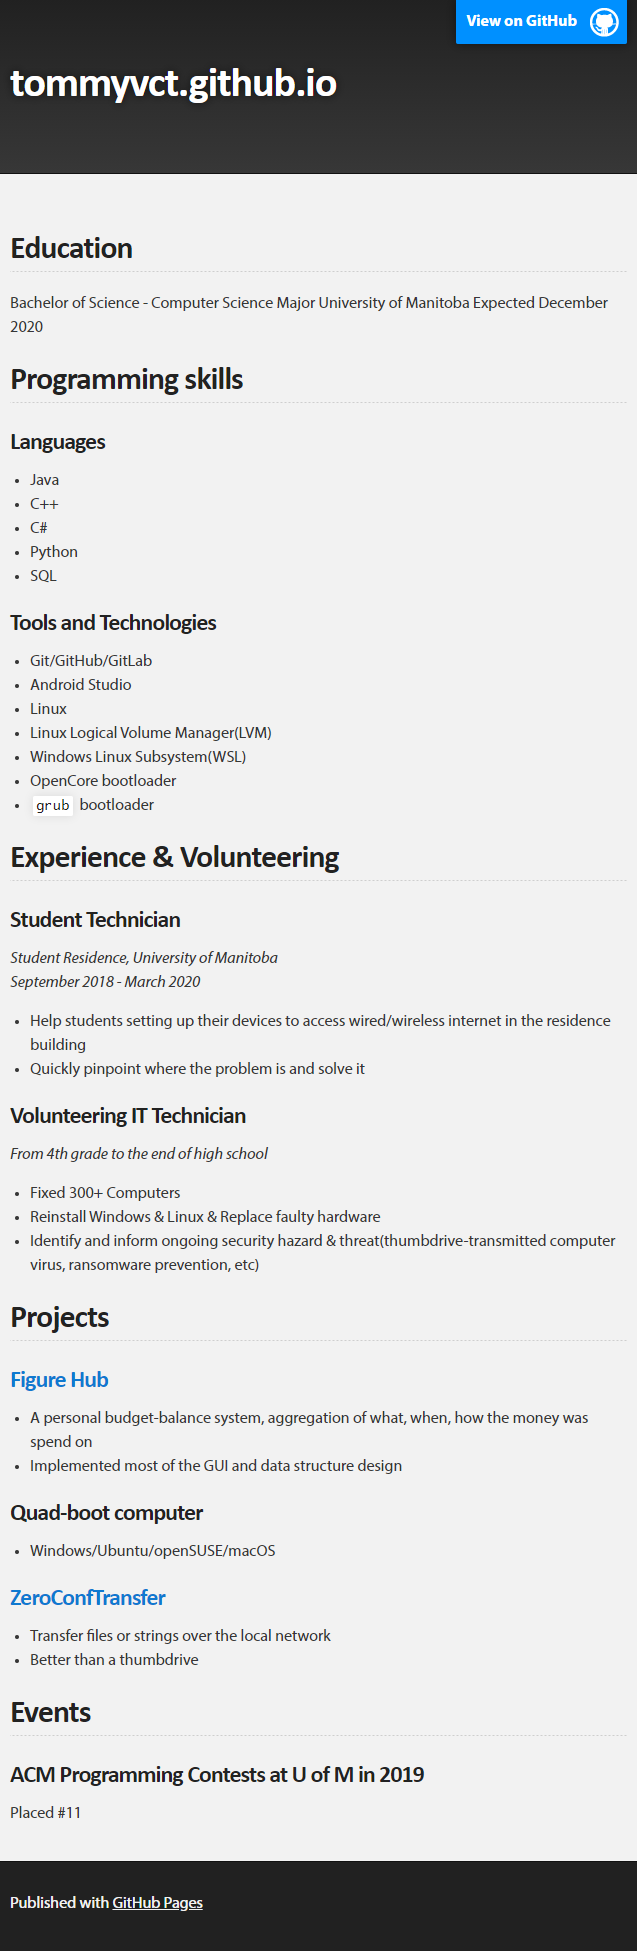 View on GitHub
tommyvct.github.io
Education
Bachelor of Science - Computer Science Major University of Manitoba Expected December
2020
Programming skills
Languages
• Java
• C++
• C#
• Python
• SQL
Tools and Technologies
• Git/GitHub/GitLab
• Android Studio
• Linux
• Linux Logical Volume Manager(LVM)
• Windows Linux Subsystem(WSL)
• OpenCore bootloader
• grub bootloader
Experience & Volunteering
Student Technician
Student Residence, University of Manitoba
September 2018 - March 2020
• Help students setting up their devices to access wired/wireless internet in the residence
building
• Quickly pinpoint where the problem is and solve it
Volunteering IT Technician
From 4th grade to the end of high school
• Fixed 300+ Computers
• Reinstall Windows & Linux & Replace faulty hardware
• Identify and inform ongoing security hazard & threat(thumbdrive-transmitted computer
virus, ransomware prevention, etc)
Projects
Figure Hub
• A personal budget-balance system, aggregation of what, when, how the money was
spend on
• Implemented most of the GUI and data structure design
Quad-boot computer
• Windows/Ubuntu/openSUSE/macOS
ZeroConfTransfer
• Transfer files or strings over the local network
• Better than a thumbdrive
Events
ACM Programming Contests at U of M in 2019
Placed #11
Published with GitHub Pages